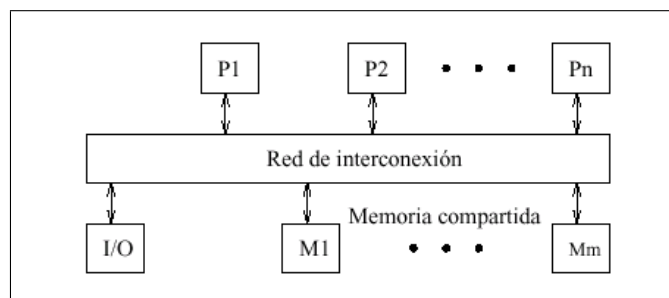 P1 P2 • • • Pn
Red de interconexión
Memoria compartida
I/O M1 • • • Mm